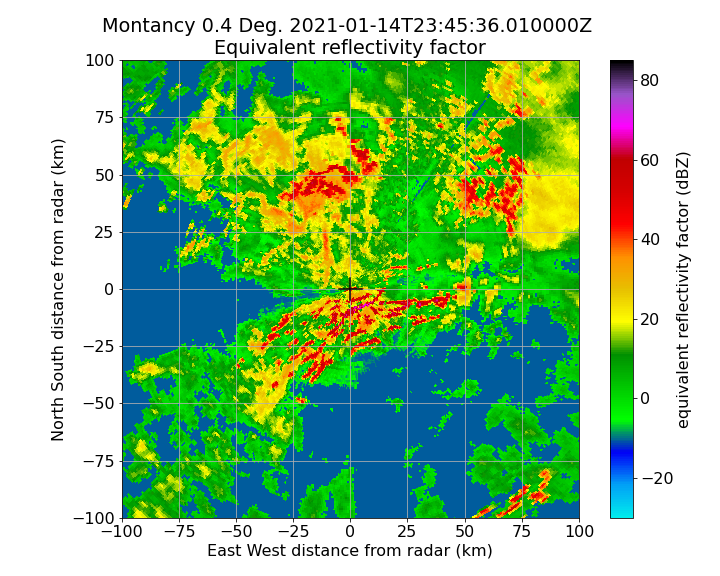 Montancy 0.4 Deg. 2021-01-14T23:45:36.010000Z
Equivalent reflectivity factor
100
75
50
25
0
−25
−50
−75
−100
North South distance from radar (km)
−100 −75 −50 −25 0 25 50 75 100
East West distance from radar (km)
80
60
40
20
0
−20
equivalent reflectivity factor (dBZ)